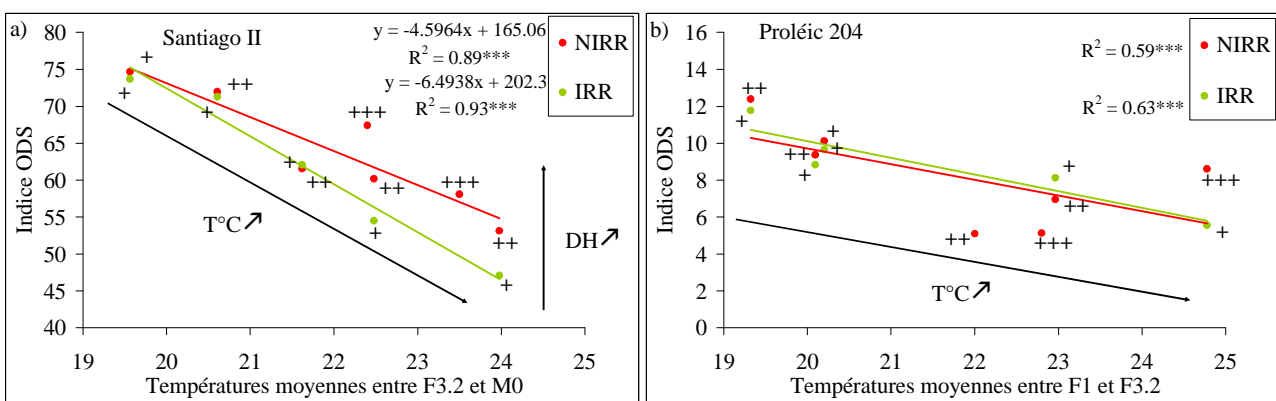 a)
Santiago II
y = -4.5964x + 165.06
R² = 0.89***
y = -6.4938x + 202.3
R² = 0.93***
NIRR
IRR
Indice ODS
80
75
70
65
60
55
50
45
40
+
+
++
+
+++
+
++
++
+
+++
++
+
T°C↗
DH↗
19 20 21 22 23 24 25
Températures moyennes entre F3.2 et M0
b)
Proléic 204
R² = 0.59***
R² = 0.63***
NIRR
IRR
Indice ODS
16
14
12
10
8
6
4
2
0
++
+
+
++
+
+
+
++
+++
++
+++
+
T°C↗
19 20 21 22 23 24 25
Températures moyennes entre F1 et F3.2